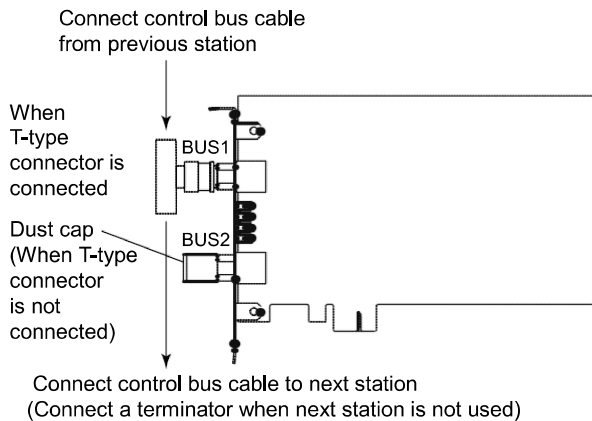 Connect control bus cable
from previous station
When
T-type
connector is
connected
BUS1
Dust cap
(When T-type
connector
is not
connected)
BUS2
Connect control bus cable to next station
(Connect a terminator when next station is not used)